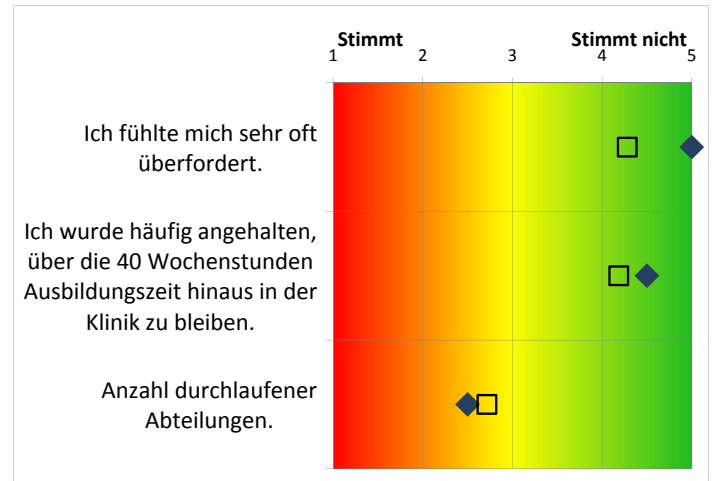 Stimmt Stimmt nicht
1 2 3 4 5
Ich fühlte mich sehr oft
überfordert.
Ich wurde häufig angehalten,
über die 40 Wochenstunden
Ausbildungszeit hinaus in der
Klinik zu bleiben.
Anzahl durchlaufener
Abteilungen.